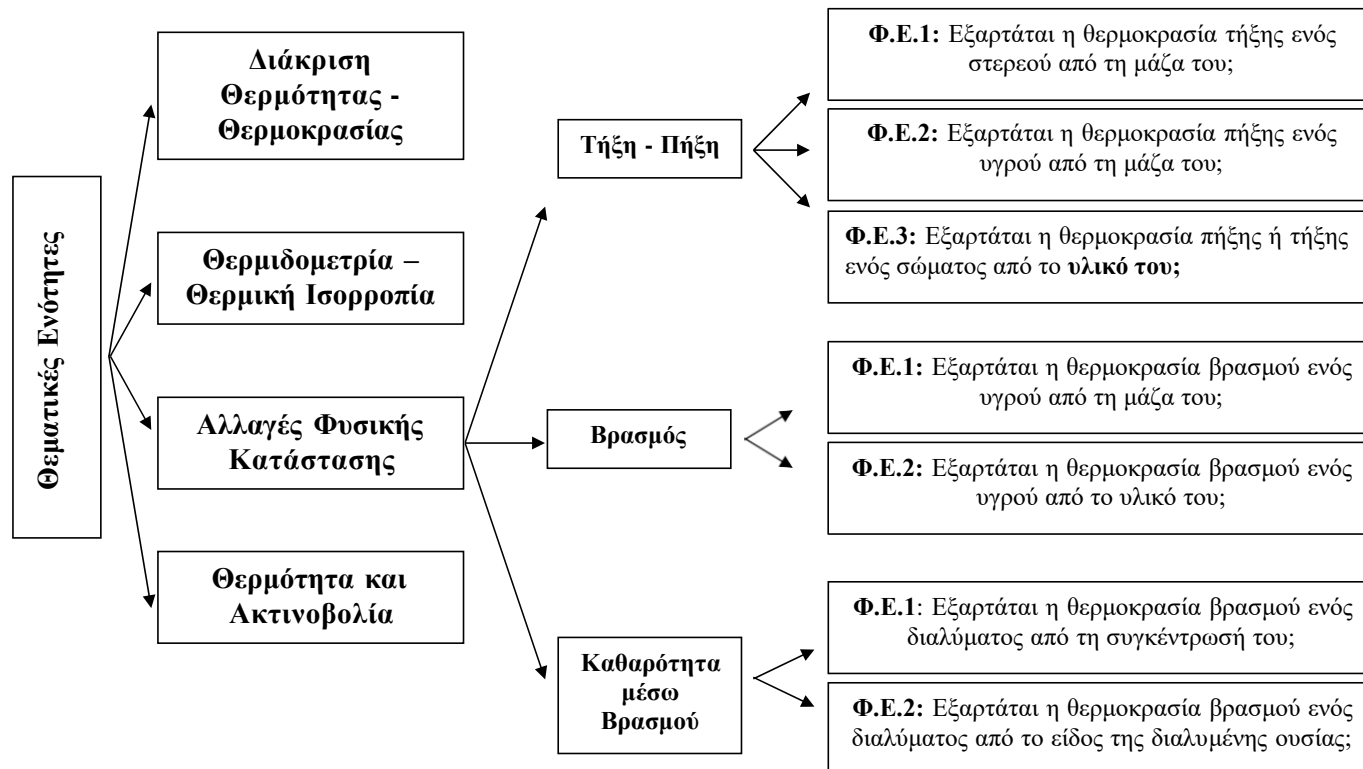 Θεματικές Ενότητες
Διάκριση
Θερμότητας -
Θερμοκρασίας
Θερμιδομετρία –
Θερμική Ισορροπία
Αλλαγές Φυσικής
Κατάστασης
Θερμότητα και
Ακτινοβολία
Τήξη - Πήξη
Φ.Ε.1: Εξαρτάται η θερμοκρασία τήξης ενός
στερεού από τη μάζα του;
Φ.Ε.2: Εξαρτάται η θερμοκρασία πήξης ενός
υγρού από τη μάζα του;
Φ.Ε.3: Εξαρτάται η θερμοκρασία πήξης ή τήξης
ενός σώματος από το υλικό του;
Βρασμός
Φ.Ε.1: Εξαρτάται η θερμοκρασία βρασμού ενός
υγρού από τη μάζα του;
Φ.Ε.2: Εξαρτάται η θερμοκρασία βρασμού ενός
υγρού από το υλικό του;
Καθαρότητα
μέσω
Βρασμού
Φ.Ε.1: Εξαρτάται η θερμοκρασία βρασμού ενός
διαλύματος από τη συγκέντρωσή του;
Φ.Ε.2: Εξαρτάται η θερμοκρασία βρασμού ενός
διαλύματος από το είδος της διαλυμένης ουσίας;